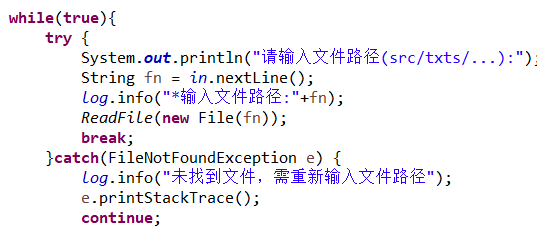 while(true){
try {
System.out.println("请输入文件路径(src/txts/...):");
String fn = in.nextLine();
log.info("*输入文件路径:"+fn);
ReadFile(new File(fn));
break;
}catch(FileNotFoundException e) {
log.info("未找到文件，需重新输入文件路径");
e.printStackTrace();
continue;